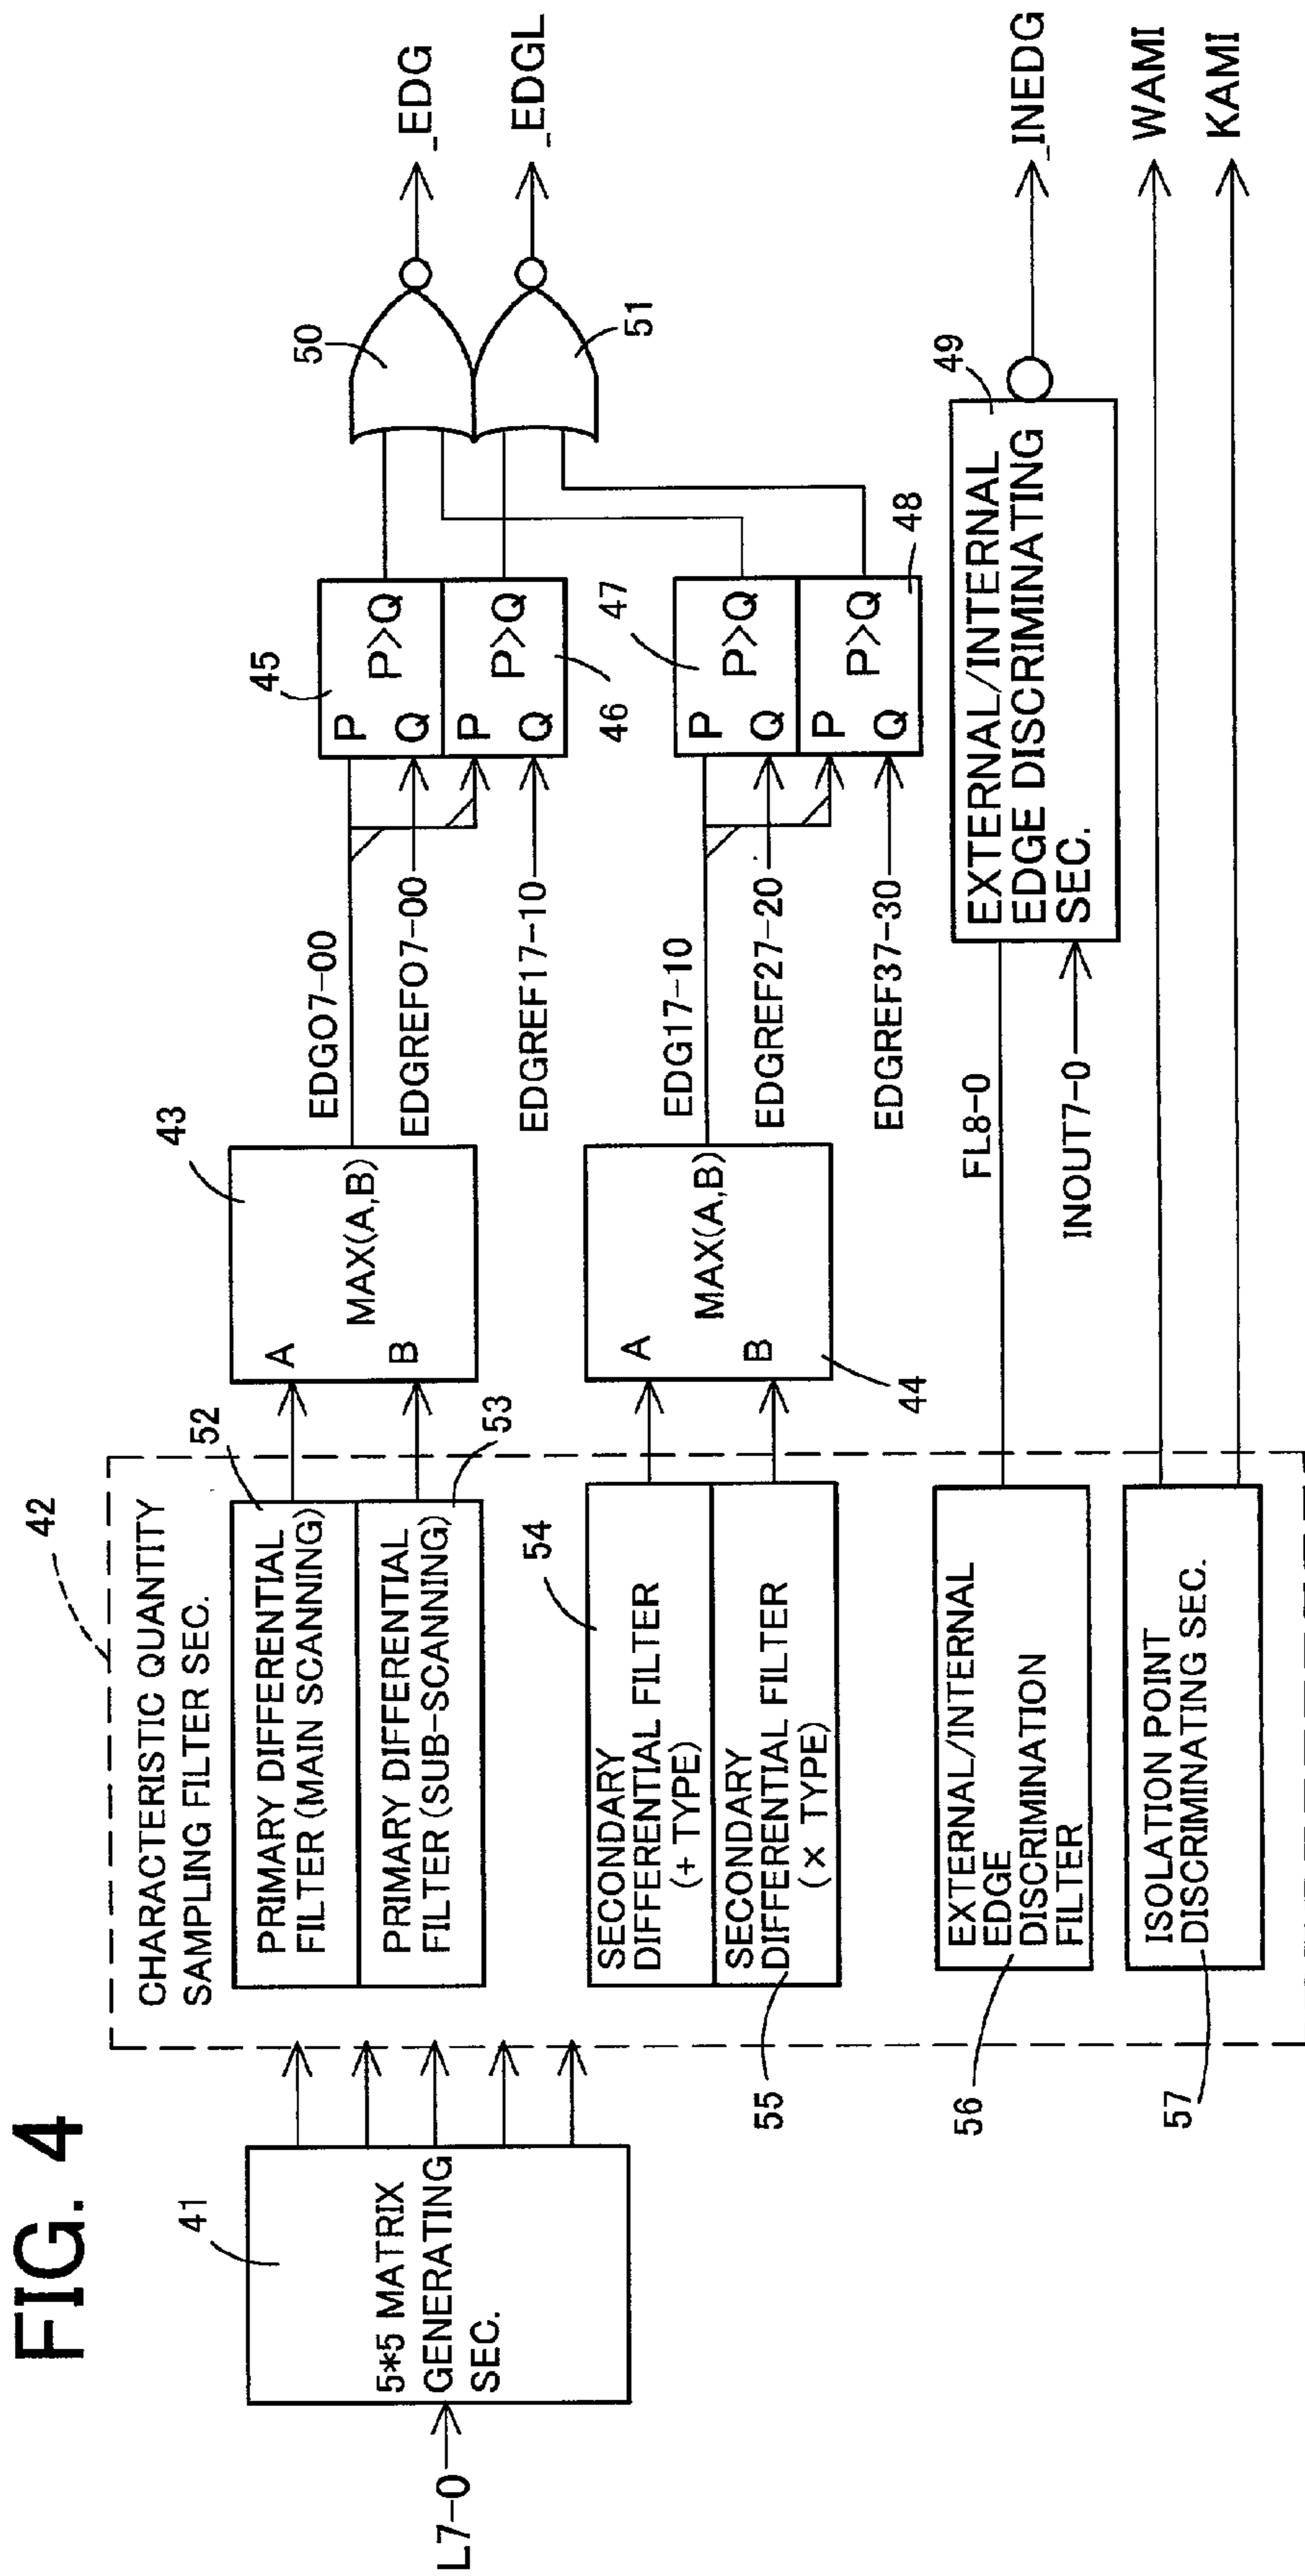 FIG. 4
L7-0
41
5*5 MATRIX
GENERATING
SEC.
42
CHARACTERISTIC QUANTITY
SAMPLING FILTER SEC.
52
PRIMARY DIFFERENTIAL
FILTER (MAIN SCANNING)
PRIMARY DIFFERENTIAL
FILTER (SUB-SCANNING)
53
54
SECONDARY
DIFFERENTIAL FILTER
(+ TYPE)
SECONDARY
DIFFERENTIAL FILTER
(× TYPE)
55
EXTERNAL/INTERNAL
EDGE
DISCRIMINATION
FILTER
56
ISOLATION POINT
DISCRIMINATING SEC.
57
43
A
B
MAX(A,B)
A
B
MAX(A,B)
44
EDG07-00
EDGREF07-00
EDGREF17-10
EDG17-10
EDGREF27-20
EDGREF37-30
FL8-0
INOUT7-0
45
P
Q
P>Q
P
Q
P>Q
46
47
P
Q
P>Q
P
Q
P>Q
48
49
EXTERNAL/INTERNAL
EDGE DISCRIMINATING
SEC.
50
51
_EDG
_EDGL
_INEDG
WAMI
KAMI